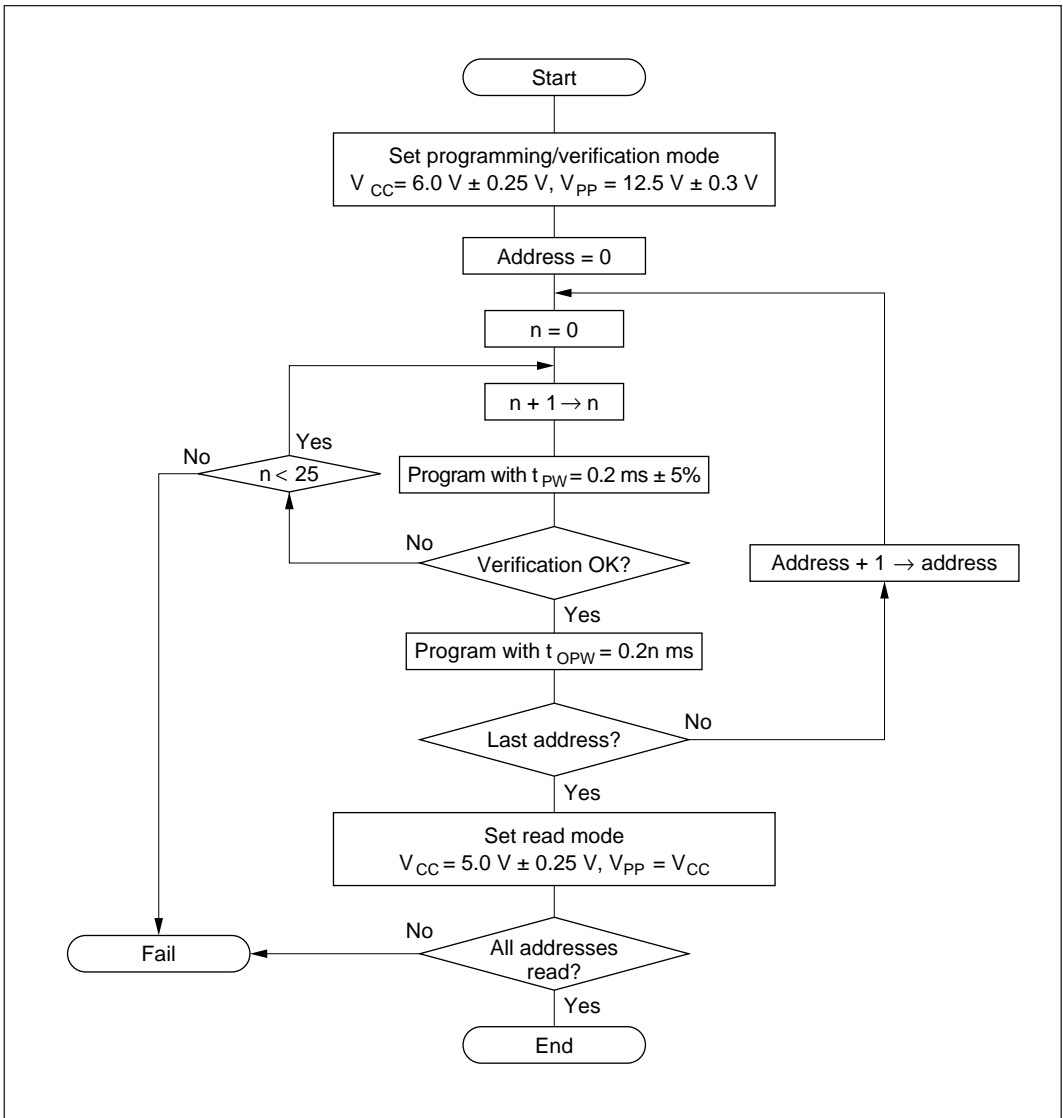 Start
Set programming/verification mode
V CC = 6.0 V ± 0.25 V, V PP = 12.5 V ± 0.3 V
Address = 0
n = 0
n + 1 → n
Yes
No
n < 25
Program with t PW = 0.2 ms ± 5%
No
Verification OK?
Address + 1 → address
Yes
Program with t OPW = 0.2n ms
No
Last address?
Yes
Set read mode
V CC = 5.0 V ± 0.25 V, V PP = V CC
No
All addresses
read?
Fail
Yes
End